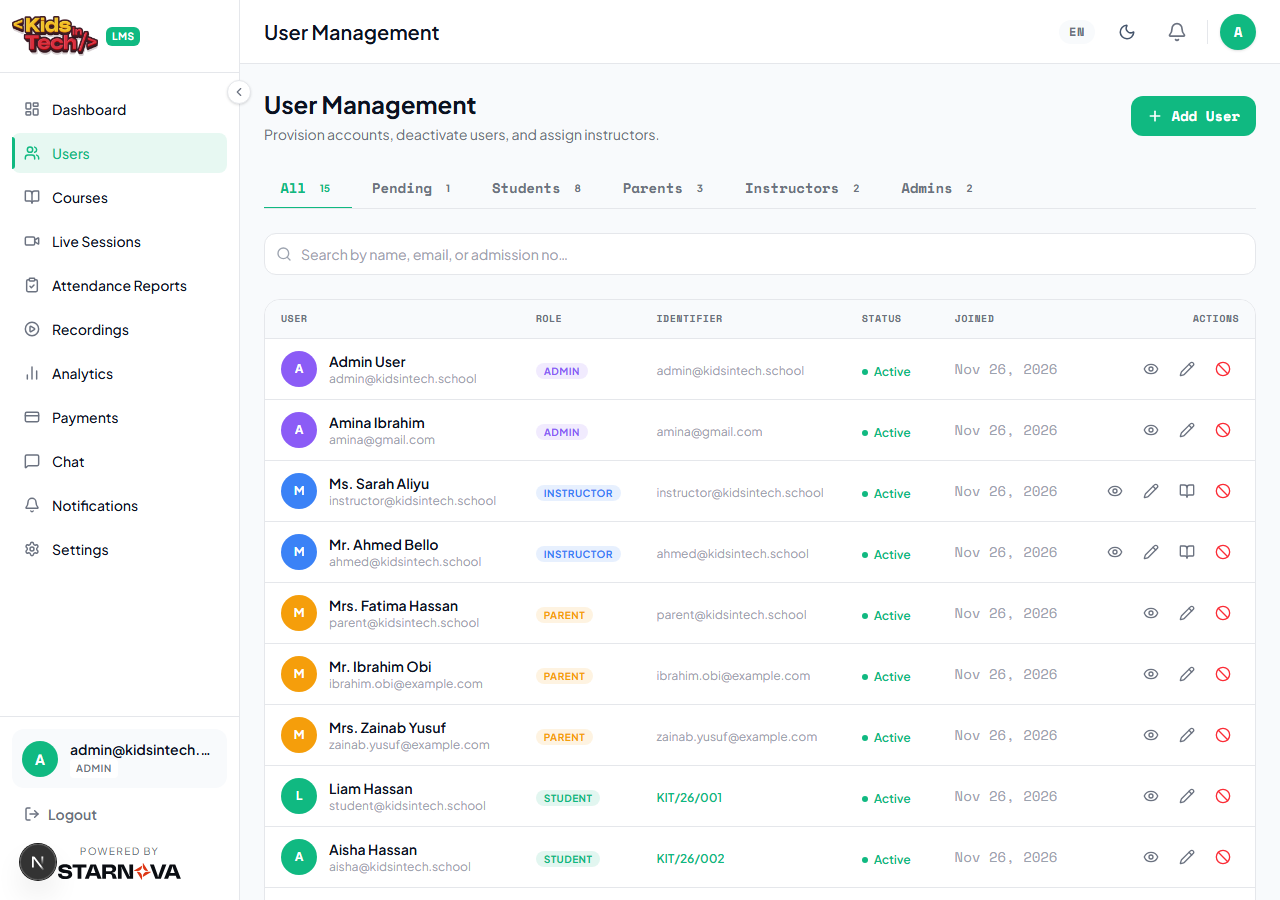 <Kids in Tech/> LMS
User Management
EN
A
Dashboard
Users
Courses
Live Sessions
Attendance Reports
Recordings
Analytics
Payments
Chat
Notifications
Settings
A
admin@kidsintech....
ADMIN
Logout
N
POWERED BY
STARNOVA
User Management
Provision accounts, deactivate users, and assign instructors.
+ Add User
All 15 Pending 1 Students 8 Parents 3 Instructors 2 Admins 2
Search by name, email, or admission no...
USER ROLE IDENTIFIER STATUS JOINED ACTIONS
A Admin User
admin@kidsintech.school
ADMIN admin@kidsintech.school Active Nov 26, 2026
A Amina Ibrahim
amina@gmail.com
ADMIN amina@gmail.com Active Nov 26, 2026
M Ms. Sarah Aliyu
instructor@kidsintech.school
INSTRUCTOR instructor@kidsintech.school Active Nov 26, 2026
M Mr. Ahmed Bello
ahmed@kidsintech.school
INSTRUCTOR ahmed@kidsintech.school Active Nov 26, 2026
M Mrs. Fatima Hassan
parent@kidsintech.school
PARENT parent@kidsintech.school Active Nov 26, 2026
M Mr. Ibrahim Obi
ibrahim.obi@example.com
PARENT ibrahim.obi@example.com Active Nov 26, 2026
M Mrs. Zainab Yusuf
zainab.yusuf@example.com
PARENT zainab.yusuf@example.com Active Nov 26, 2026
L Liam Hassan
student@kidsintech.school
STUDENT KIT/26/001 Active Nov 26, 2026
A Aisha Hassan
aisha@kidsintech.school
STUDENT KIT/26/002 Active Nov 26, 2026